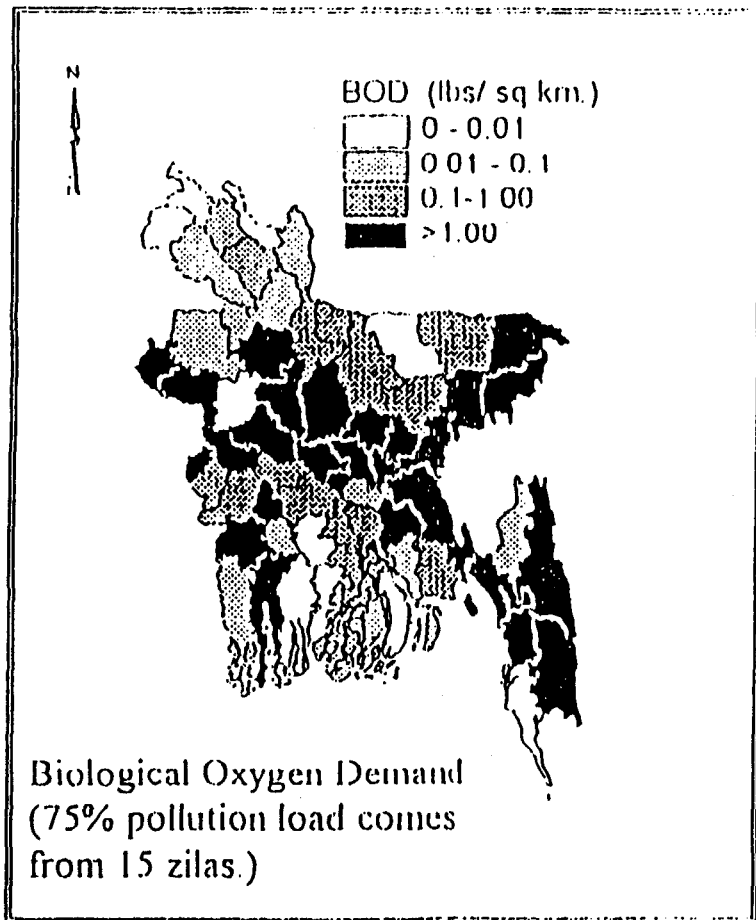 N
BOD (lbs/ sq km.)
0 - 0.01
0 01 - 0.1
0.1-1 00
>1.00
Biological Oxygen Demand
(75% pollution load comes
from 15 zilas.)